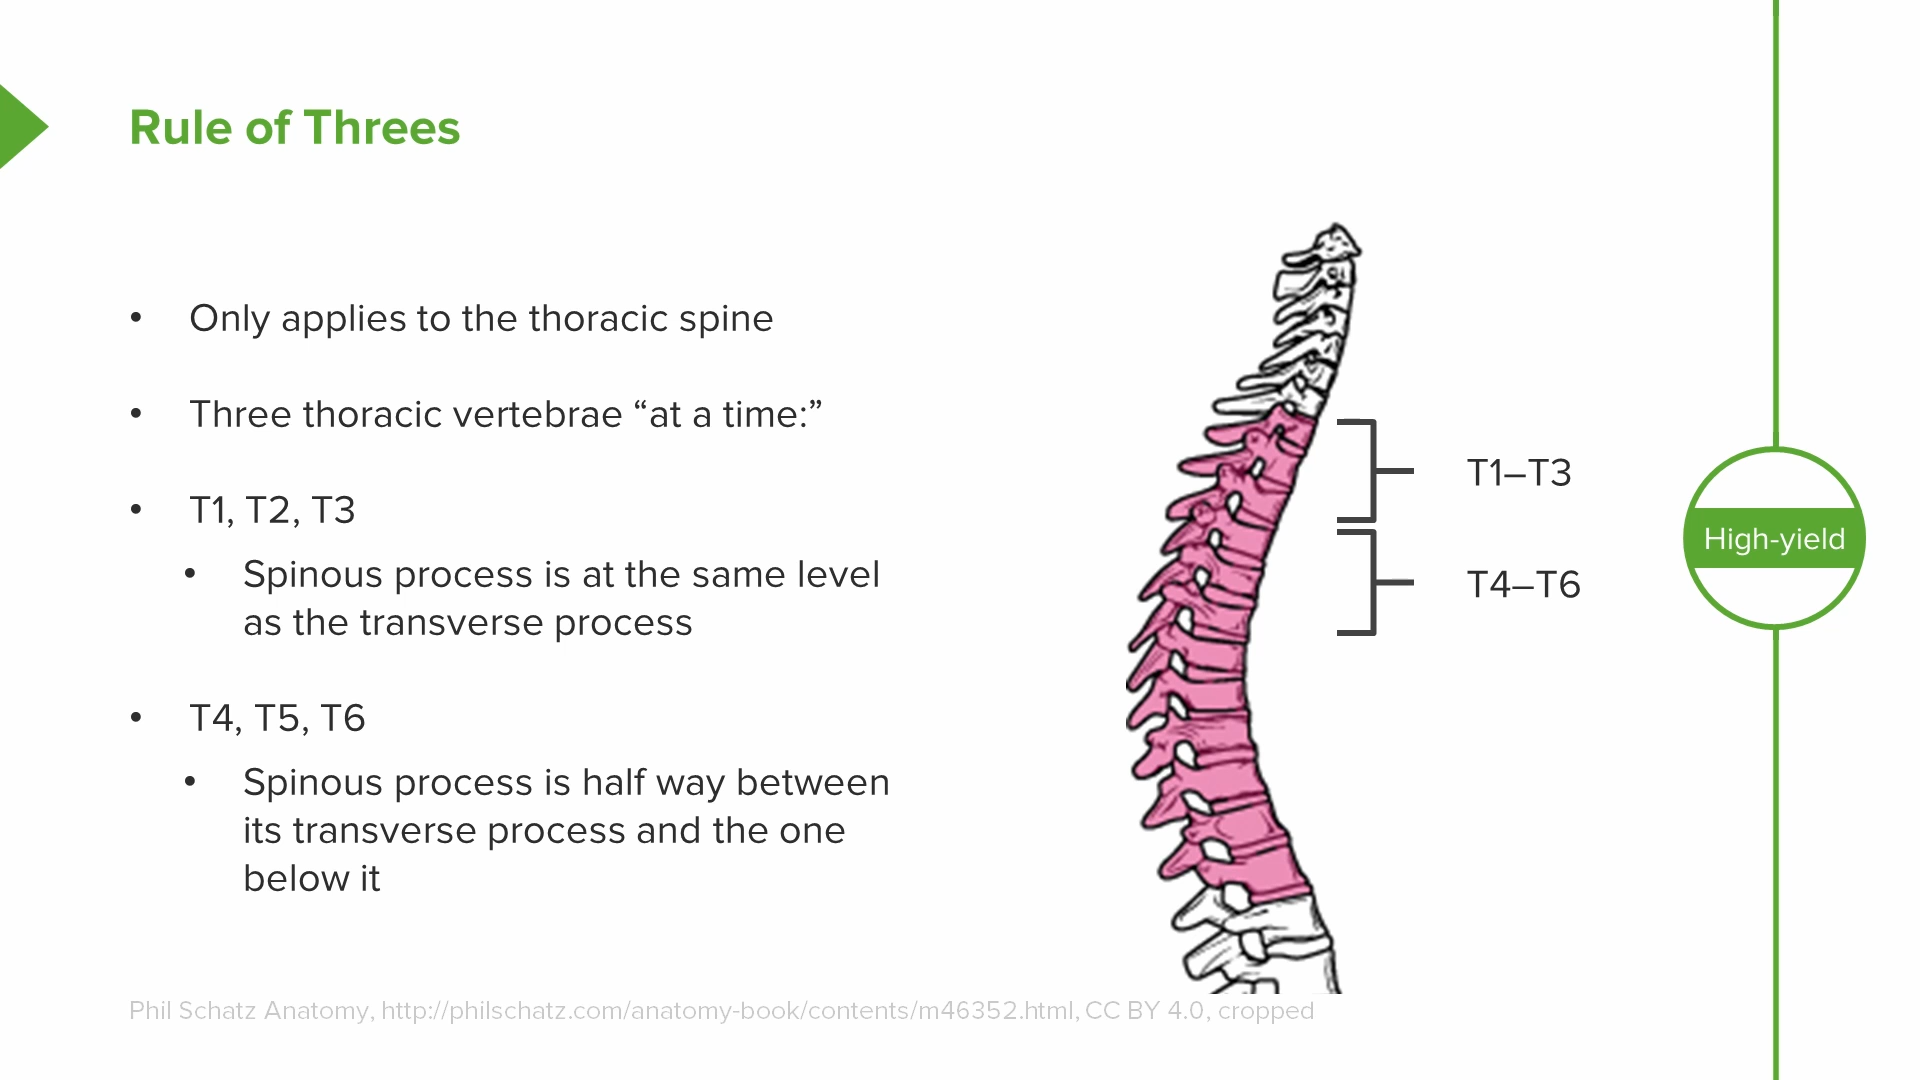 Rule of Threes
• Only applies to the thoracic spine
• Three thoracic vertebrae “at a time:”
• T1, T2, T3
• Spinous process is at the same level
as the transverse process
• T4, T5, T6
• Spinous process is half way between
its transverse process and the one
below it
T1–T3
T4–T6
High-yield
Phil Schatz Anatomy, http://philschatz.com/anatomy-book/contents/m46352.html, CC BY 4.0, cropped